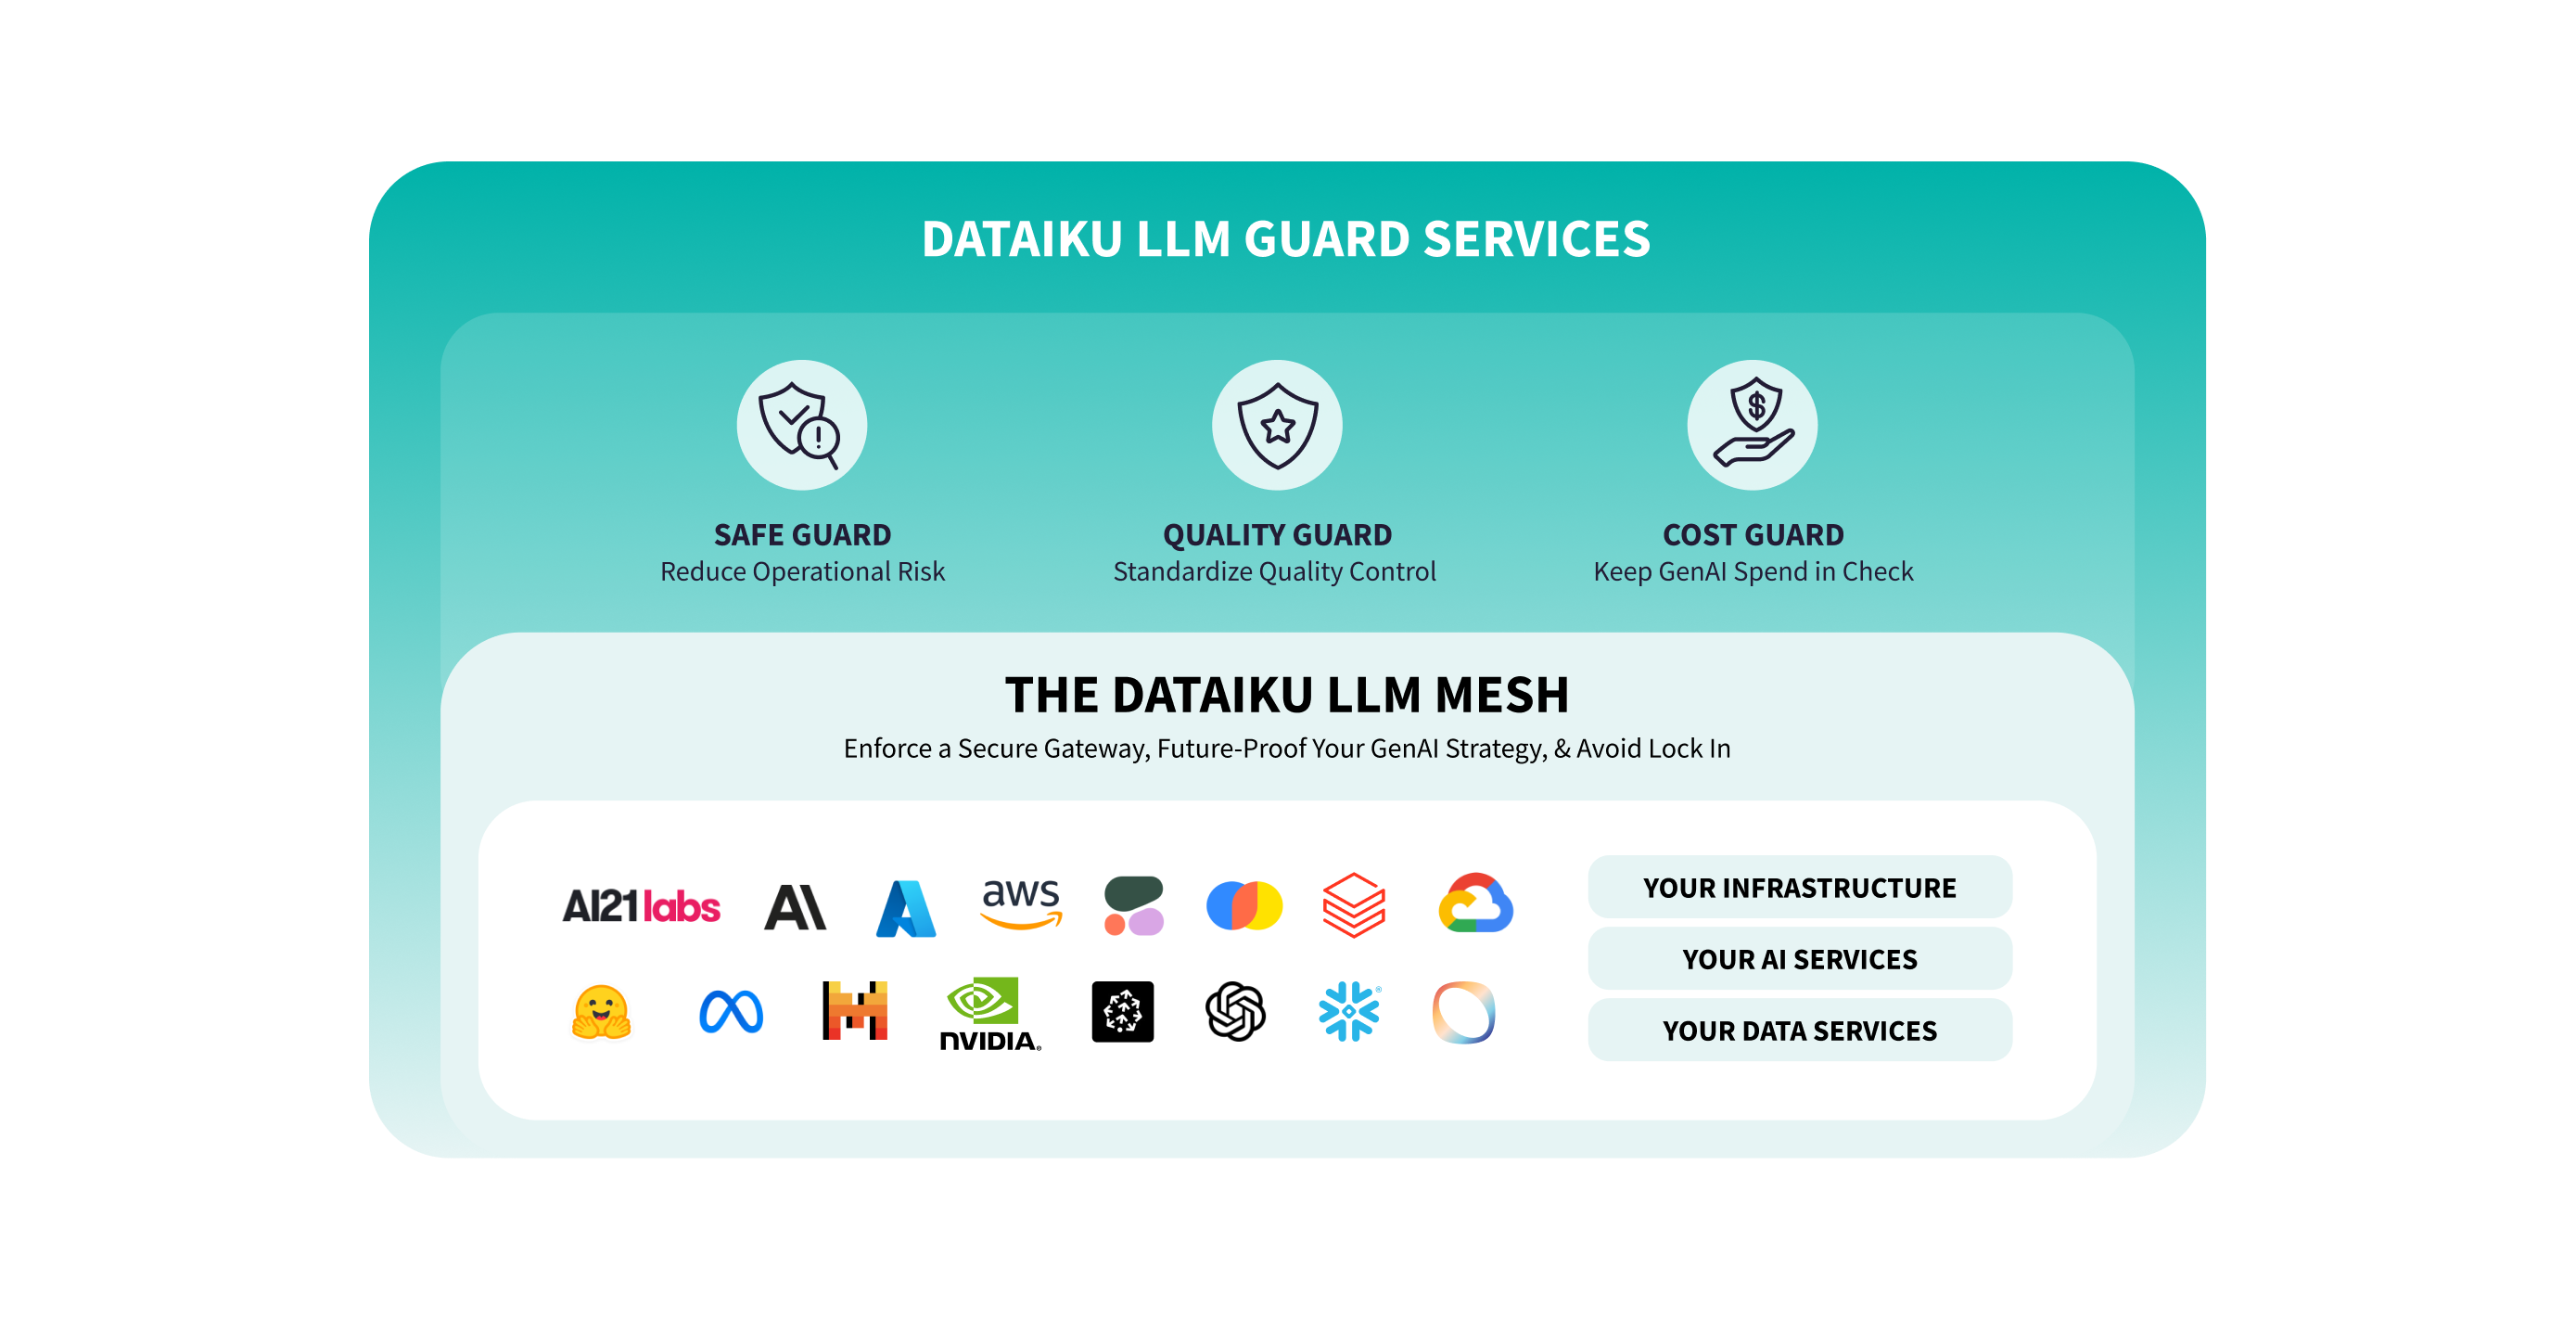 DATAIKU LLM GUARD SERVICES
SAFE GUARD
Reduce Operational Risk
QUALITY GUARD
Standardize Quality Control
COST GUARD
Keep GenAI Spend in Check
THE DATAIKU LLM MESH
Enforce a Secure Gateway, Future-Proof Your GenAI Strategy, & Avoid Lock In
AI21labs
aws
NVIDIA
YOUR INFRASTRUCTURE
YOUR AI SERVICES
YOUR DATA SERVICES